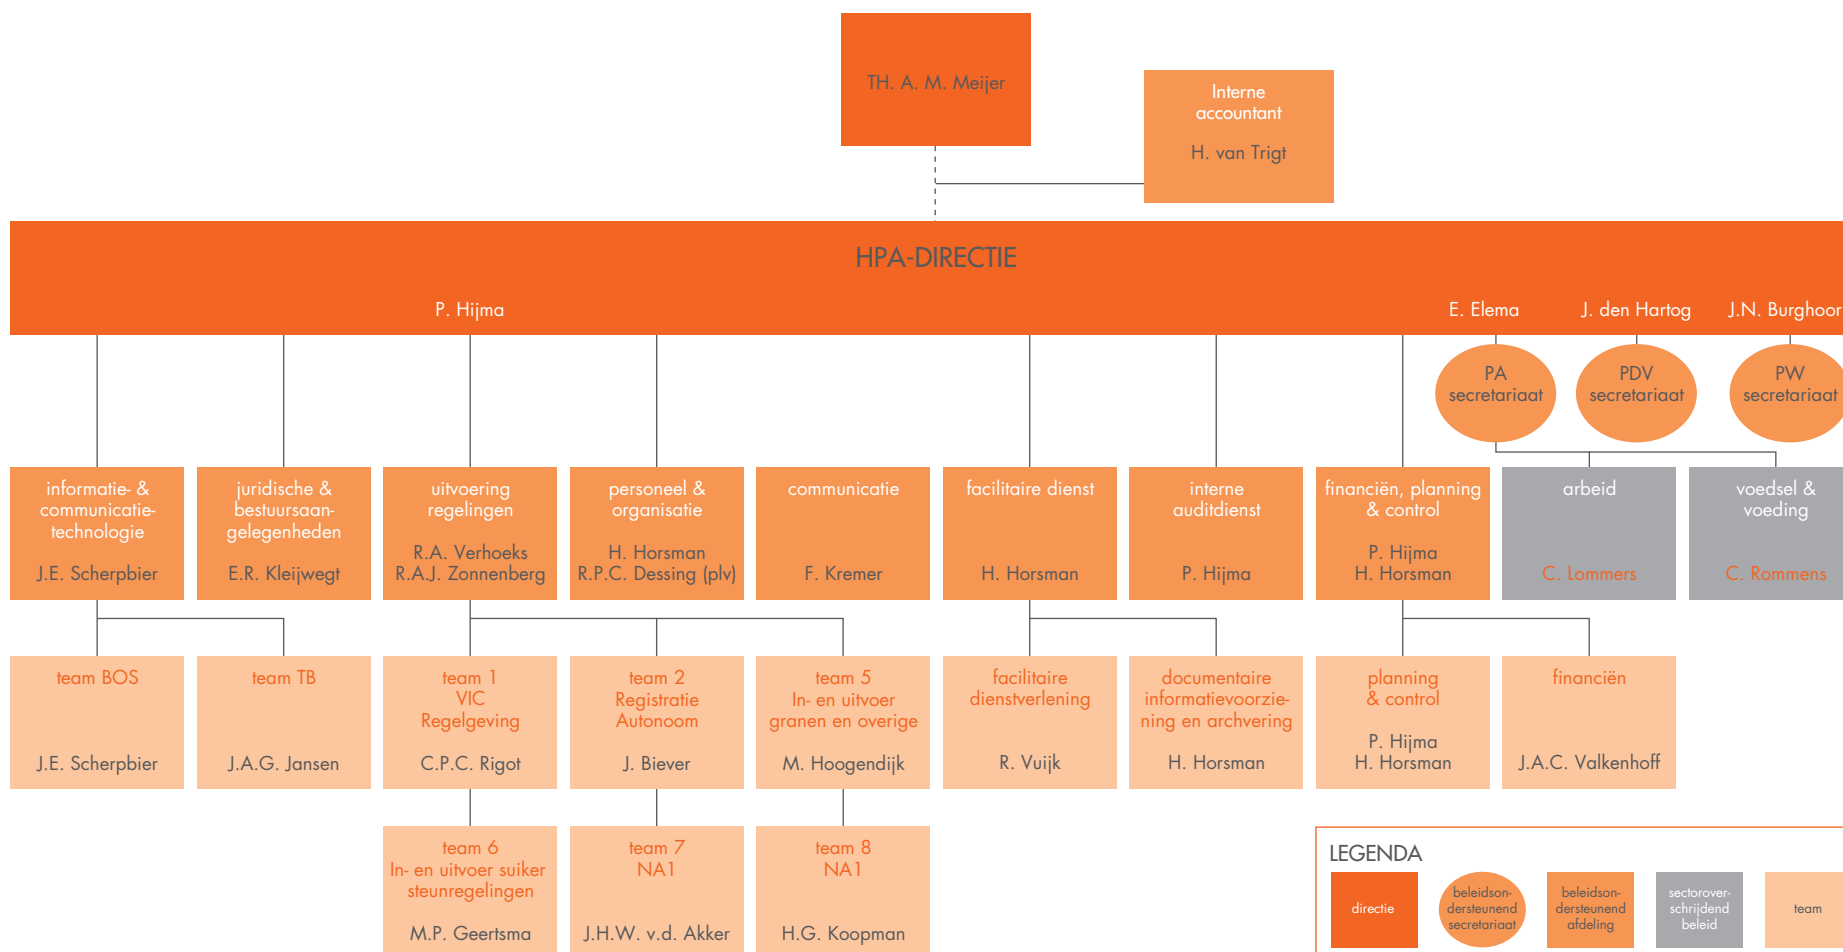 TH. A. M. Meijer
Interne
accountant
H. van Trigt
HPA-DIRECTIE
P. Hijma
E. Elema
J. den Hartog
J.N. Burghoor
PA
secretariaat
PDV
secretariaat
PW
secretariaat
informatie- &
communicatie-
technologie
J.E. Scherpbier
juridische &
bestuursaan-
gelegenheden
E.R. Kleijwegt
uitvoering
regelingen
R.A. Verhoeks
R.A.J. Zonnenberg
personeel &
organisatie
H. Horsman
R.P.C. Dessing (plv)
communicatie
F. Kremer
facilitaire dienst
H. Horsman
interne
auditdienst
P. Hijma
financiën, planning
& control
P. Hijma
H. Horsman
arbeid
C. Lommers
voedsel &
voeding
C. Rommens
team BOS
J.E. Scherpbier
team TB
J.A.G. Jansen
team 1
VIC
Regelgeving
C.P.C. Rigot
team 2
Registratie
Autonoom
J. Biever
team 5
In- en uitvoer
granen en overige
M. Hoogendijk
facilitaire
dienstverlening
R. Vuijk
documentaire
informatievoorzie-
ning en archvering
H. Horsman
planning
& control
P. Hijma
H. Horsman
financiën
J.A.C. Valkenhoff
team 6
In- en uitvoer suiker
steunregelingen
M.P. Geertsma
team 7
NA1
J.H.W. v.d. Akker
team 8
NA1
H.G. Koopman
LEGENDA
directie
beleidson-
dersteunend
secretariaat
beleidson-
dersteunend
afdeling
sectorover-
schrijdend
beleid
team